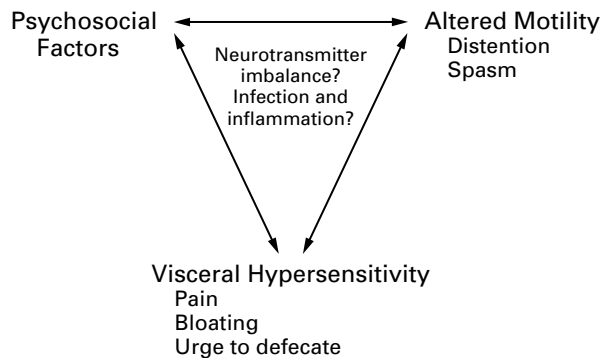 Psychosocial
Factors
Altered Motility
Distention
Spasm
Neurotransmitter
imbalance?
Infection and
inflammation?
Visceral Hypersensitivity
Pain
Bloating
Urge to defecate